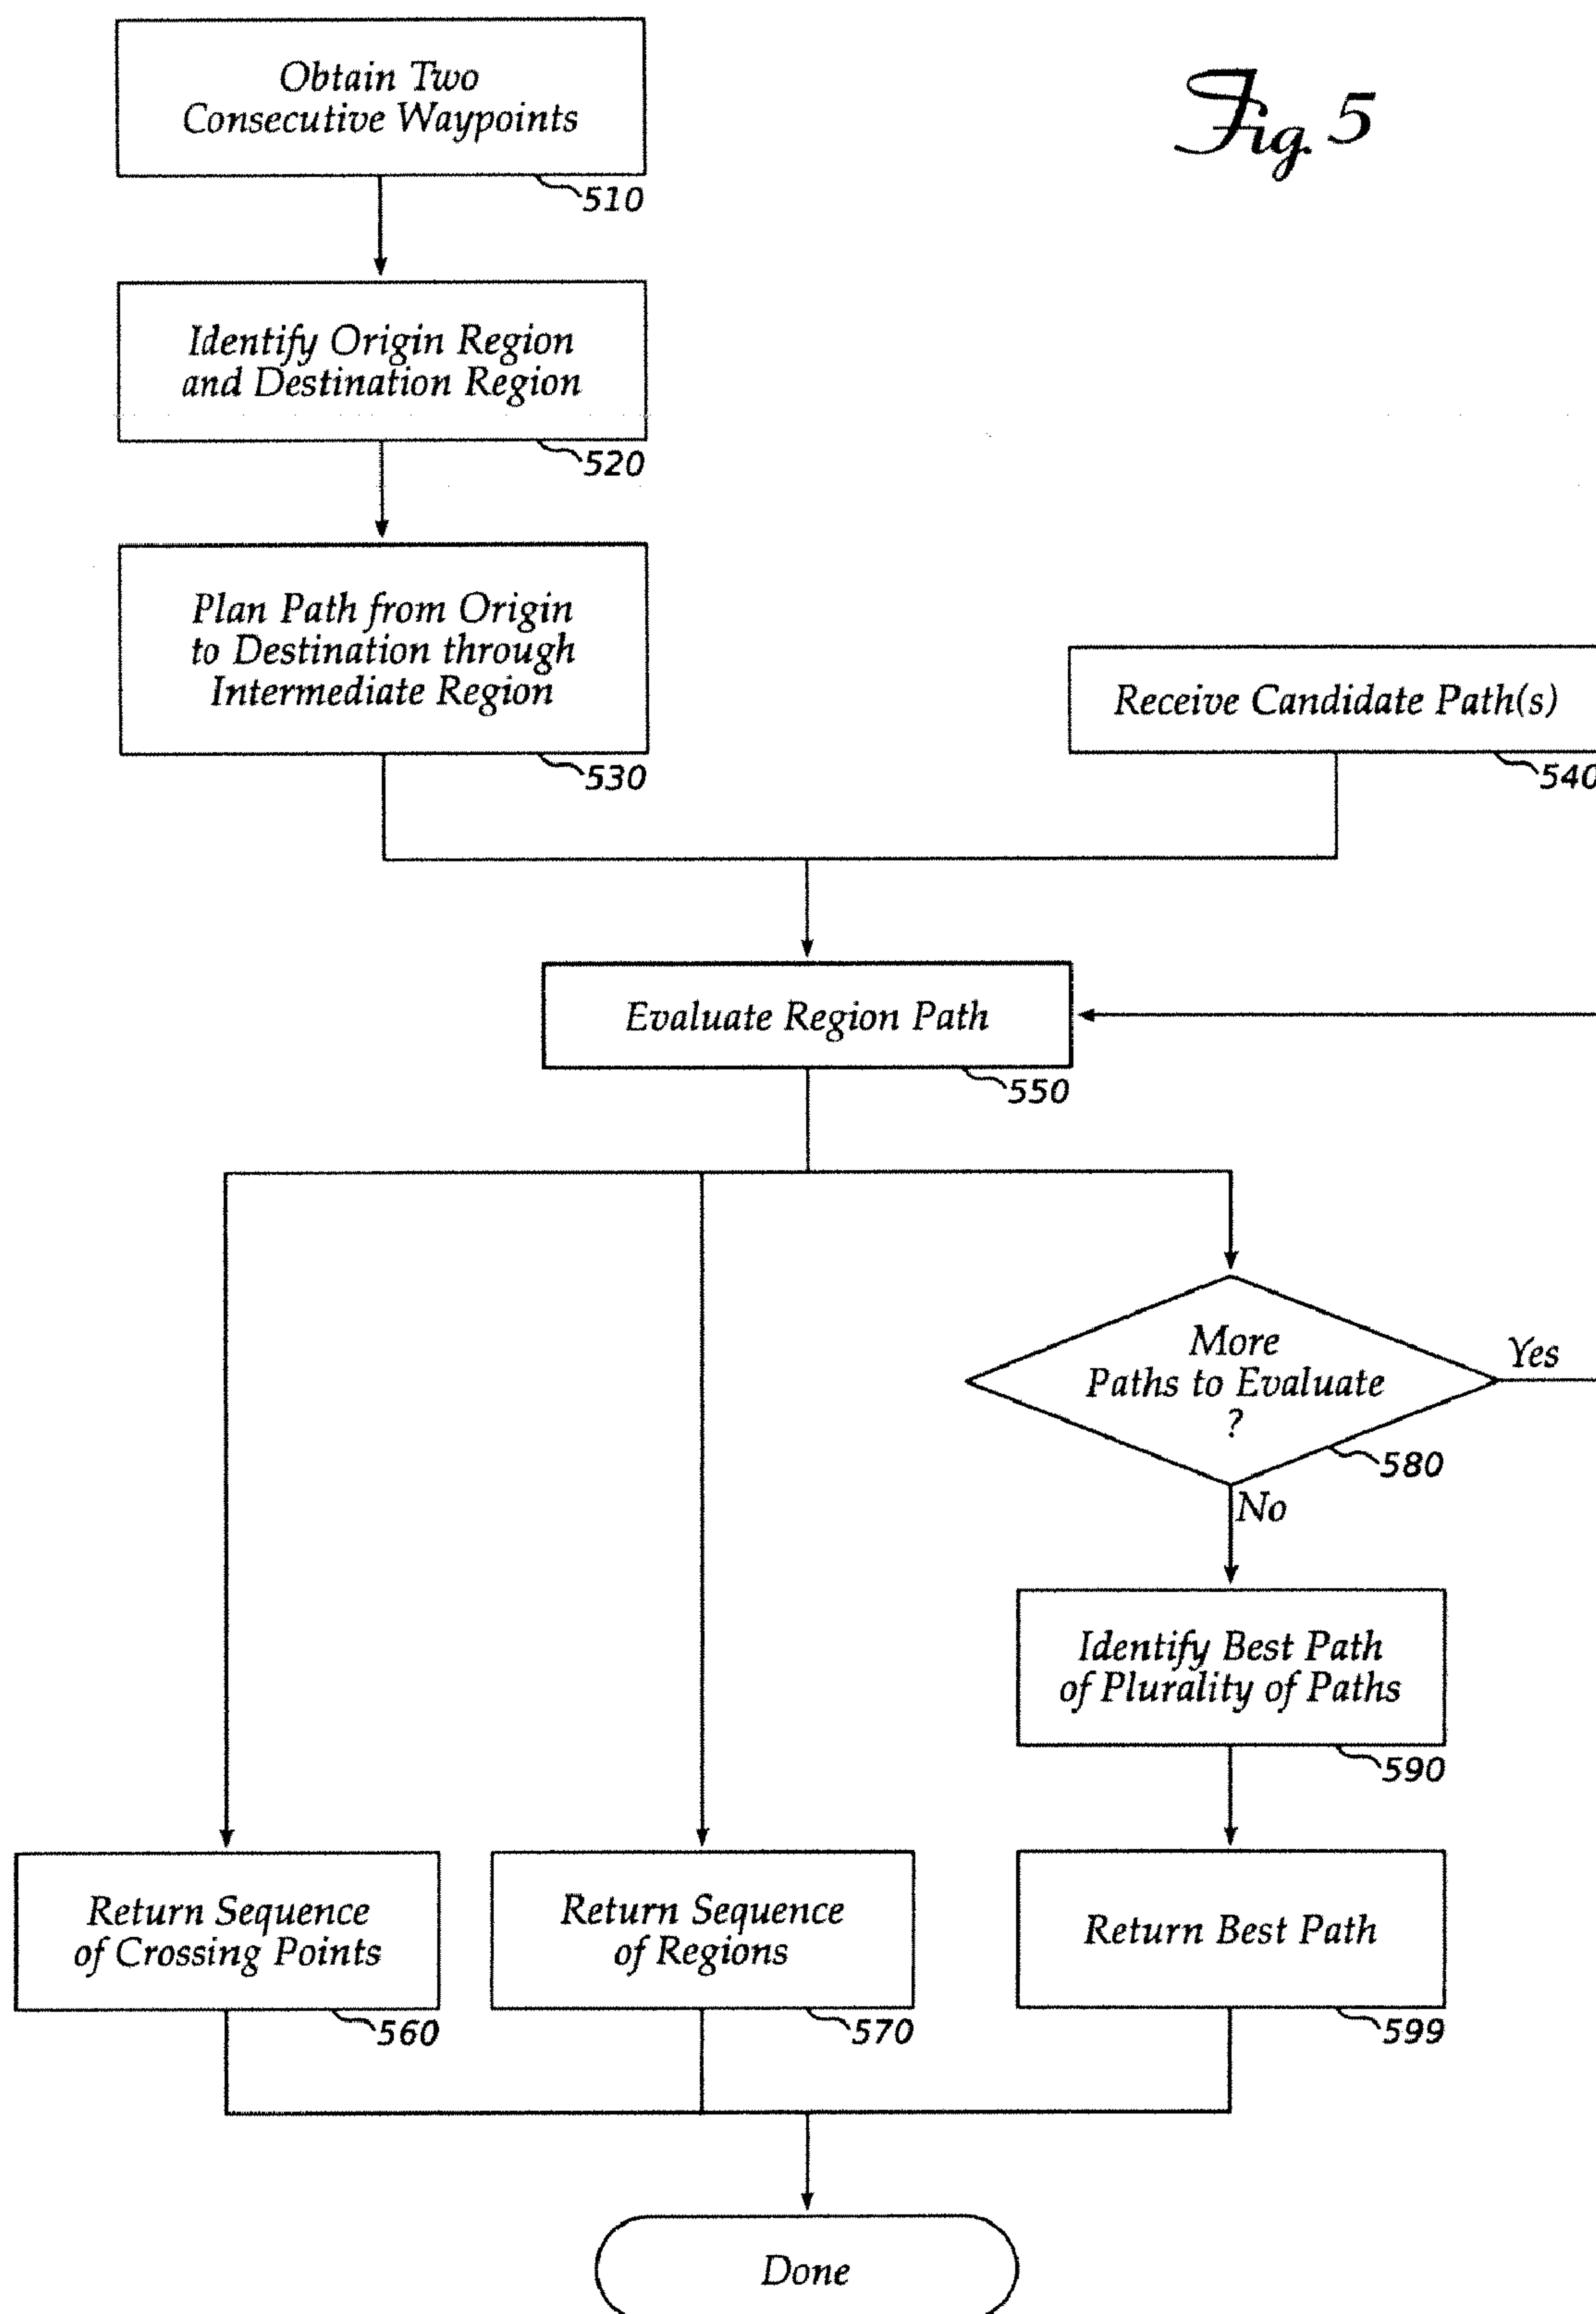 Fig. 5
Obtain Two
Consecutive Waypoints
510
Identify Origin Region
and Destination Region
520
Plan Path from Origin
to Destination through
Intermediate Region
530
Receive Candidate Path(s)
540
Evaluate Region Path
550
More
Paths to Evaluate
?
Yes
580
No
Identify Best Path
of Plurality of Paths
590
Return Sequence
of Crossing Points
560
Return Sequence
of Regions
570
Return Best Path
599
Done